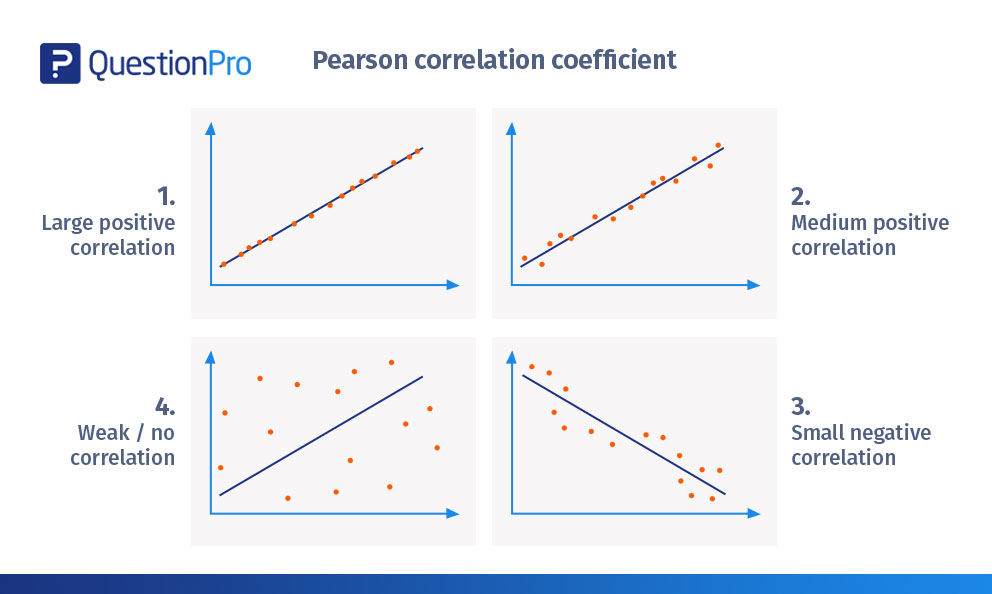 QuestionPro
Pearson correlation coefficient
1.
Large positive
correlation
2.
Medium positive
correlation
4.
Weak / no
correlation
3.
Small negative
correlation